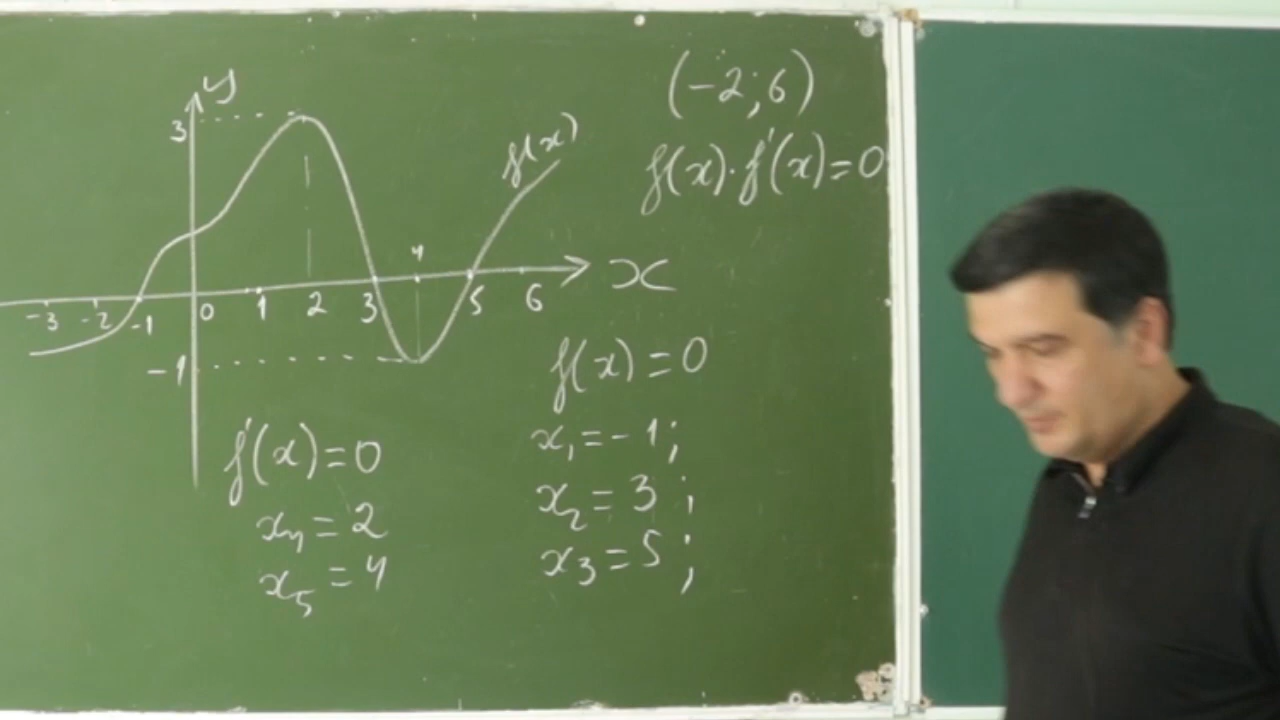 y
(-2;6)
3
f(x)
f(x)·f'(x)=0
4
x
-3 -2 -1 0 1 2 3 5 6
-1
f(x)=0
f'(x)=0
x₁=-1;
x₂=3;
x₄=2
x₃=5;
x₅=4